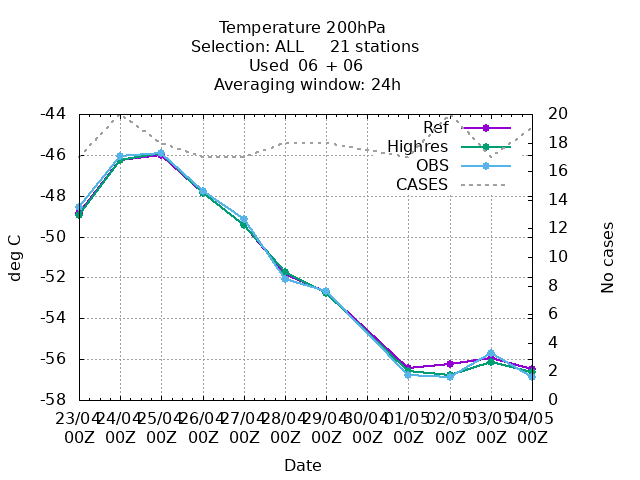 Temperature 200hPa
Selection: ALL     21 stations
Used  06 + 06
Averaging window: 24h
-44
-46
-48
-50
-52
-54
-56
-58
20
18
16
14
12
10
8
6
4
2
0
deg C
No cases
Ref
Highres
OBS
CASES
23/04 24/04 25/04 26/04 27/04 28/04 29/04 30/04 01/05 02/05 03/05 04/05
00Z 00Z 00Z 00Z 00Z 00Z 00Z 00Z 00Z 00Z 00Z 00Z
Date